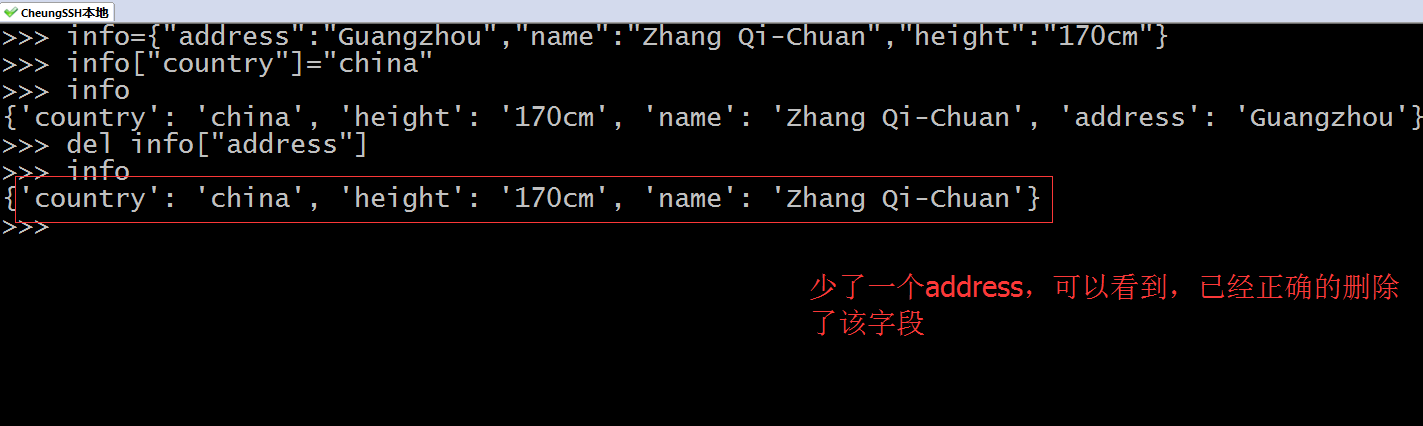 CheungSSH本地
>>> info={"address":"Guangzhou","name":"Zhang Qi-Chuan","height":"170cm"}
>>> info["country"]="china"
>>> info
{'country': 'china', 'height': '170cm', 'name': 'Zhang Qi-Chuan', 'address': 'Guangzhou'}
>>> del info["address"]
>>> info
{'country': 'china', 'height': '170cm', 'name': 'Zhang Qi-Chuan'}
>>>
少了一个address，可以看到，已经正确的删除
了该字段